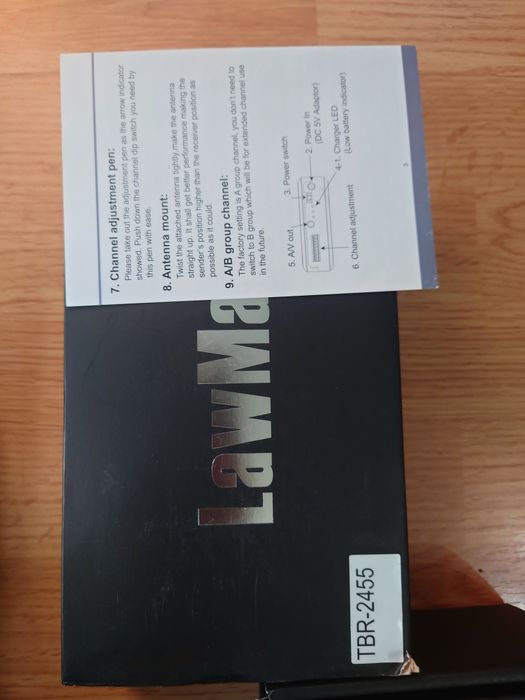 7. Channel adjustment pen:
Please take out the adjustment pen as the arrow indicator
showed. Push down the channel dip switch you need by
this pen with ease.
8. Antenna mount:
Twist the attached antenna tightly,make the antenna
straight up. It shall get better performance making the
sender's position higher than the receiver position as
possible as it could.
9. A/B group channel:
The factory setting is A group channel, you don't need to
switch to B group which will be for extended channel use
in the future.
5. A/V out
3. Power switch
2. Power In
(DC 5V Adaptor)
4-1. Charger LED
(Low battery indicator)
6. Channel adjustment
3
LawMa
TBR-2455